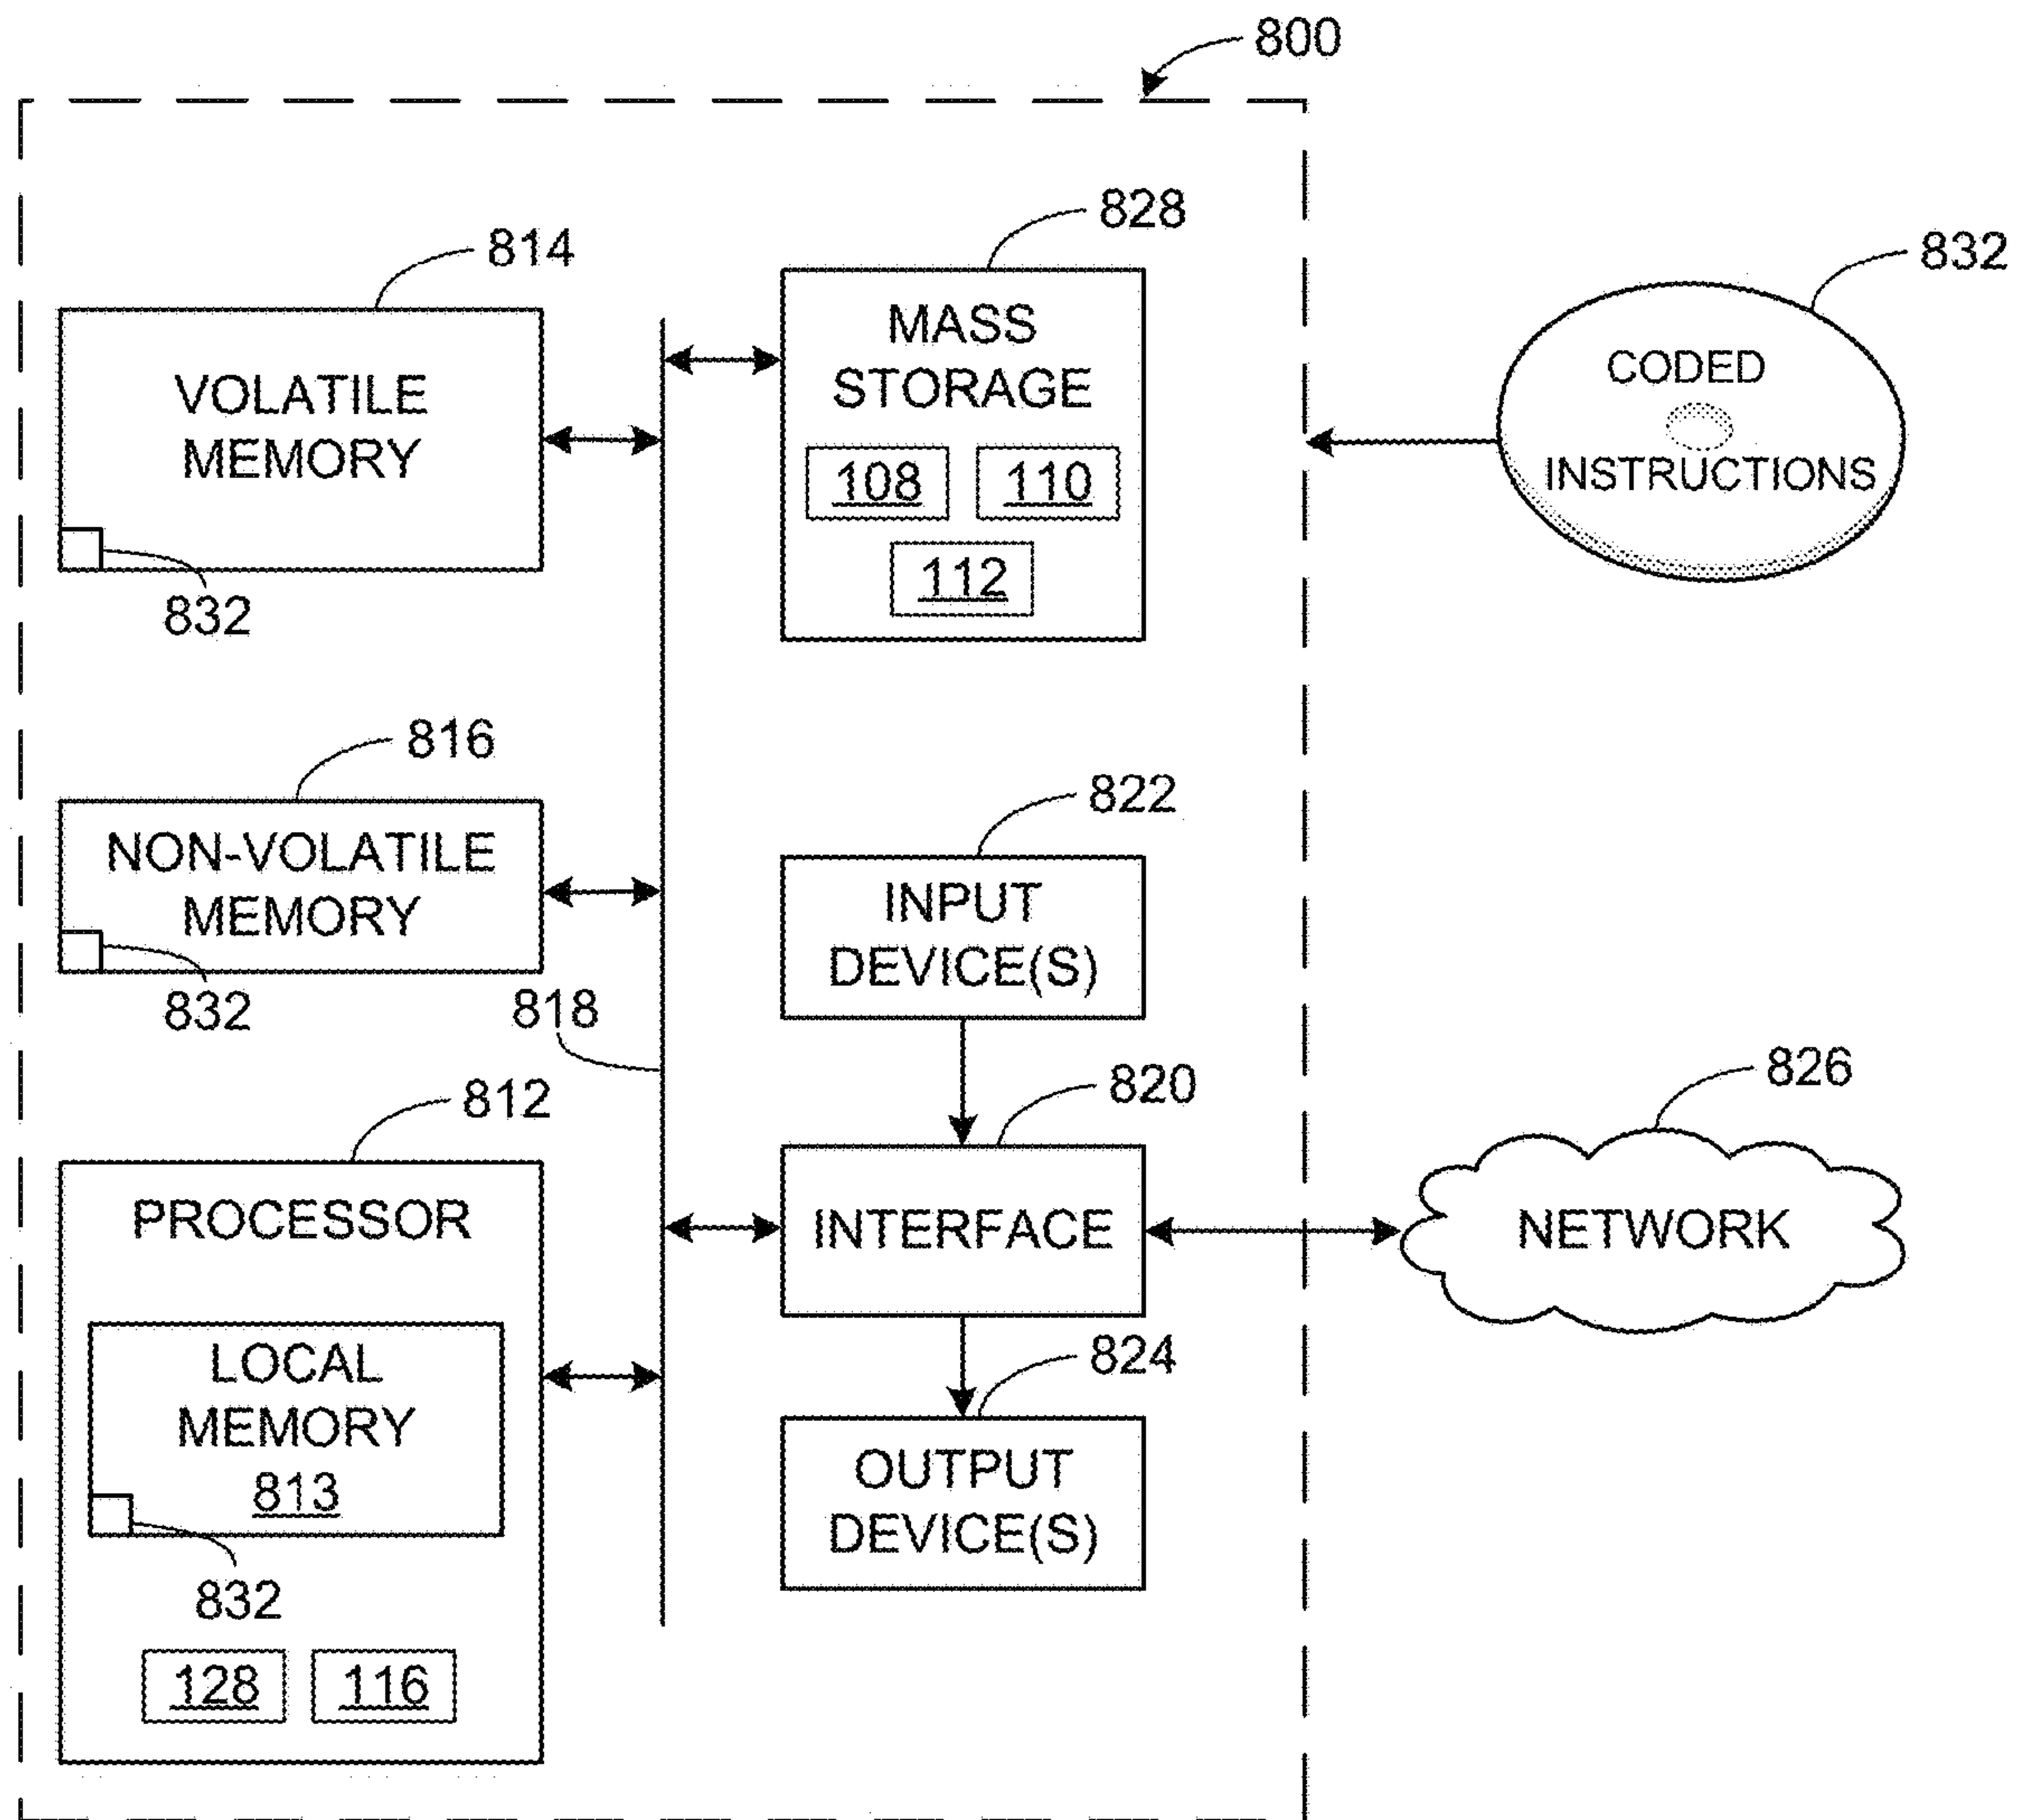 800
828
814
832
MASS
STORAGE
VOLATILE
MEMORY
CODED
INSTRUCTIONS
108
110
112
832
816
822
NON-VOLATILE
MEMORY
INPUT
DEVICE(S)
832
818
820
826
812
PROCESSOR
INTERFACE
NETWORK
LOCAL
MEMORY
813
824
OUTPUT
DEVICE(S)
832
128
116